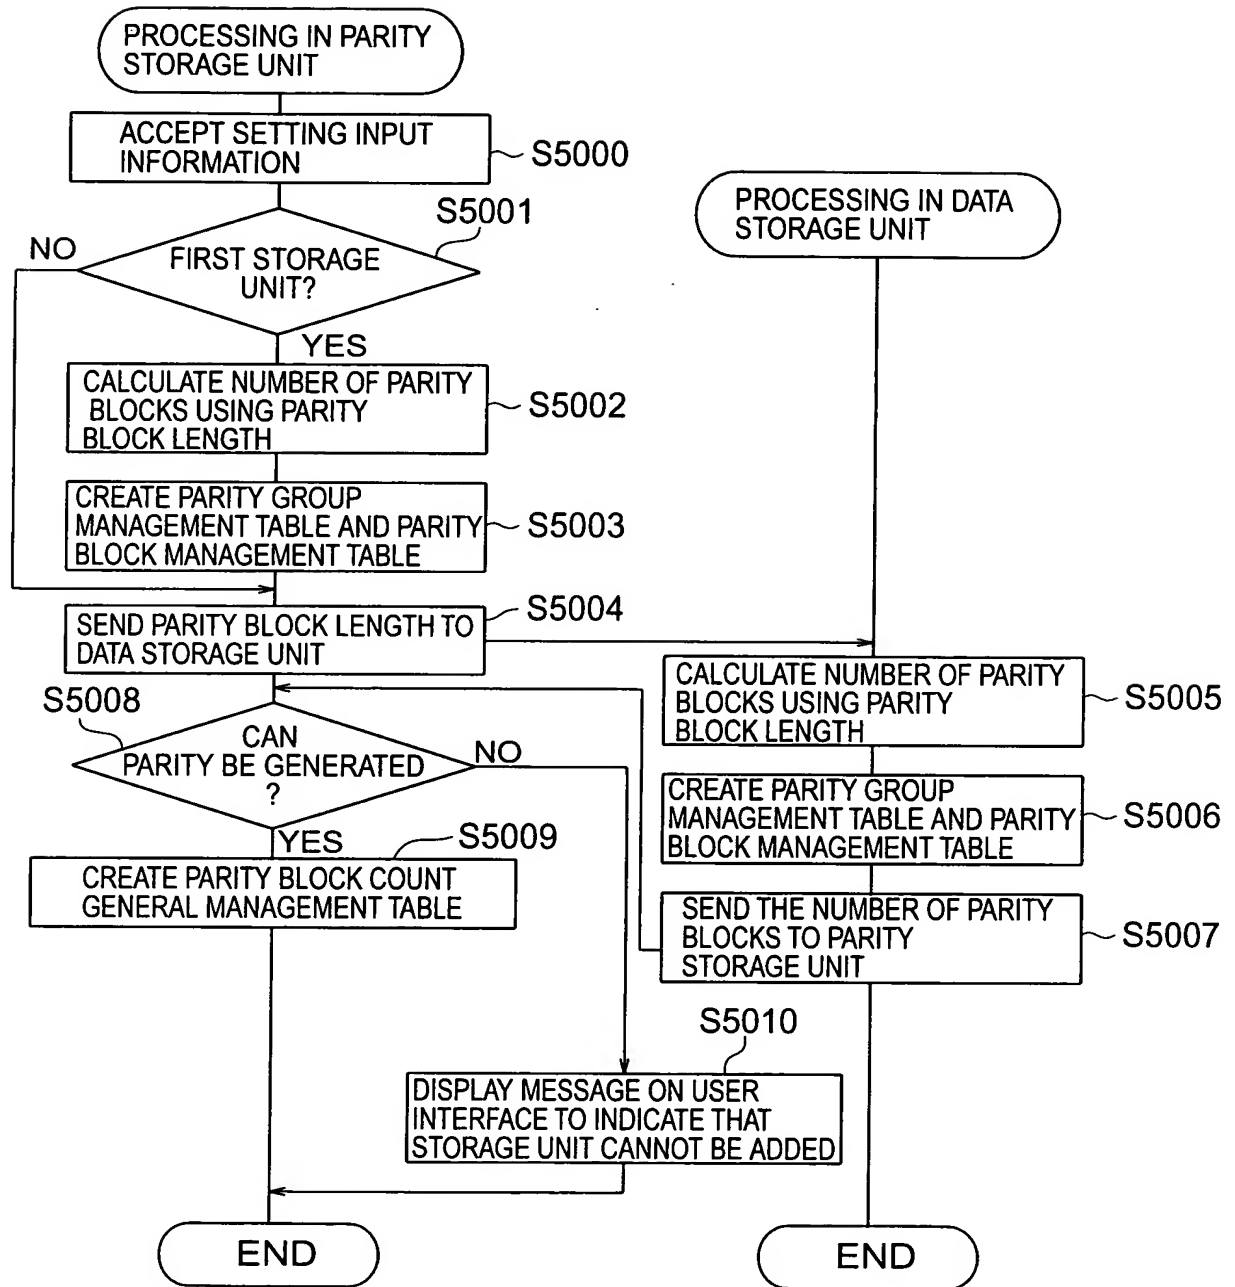 PROCESSING IN PARITY
STORAGE UNIT
ACCEPT SETTING INPUT
INFORMATION
S5000
S5001
NO
FIRST STORAGE
UNIT?
YES
CALCULATE NUMBER OF PARITY
BLOCKS USING PARITY
BLOCK LENGTH
S5002
CREATE PARITY GROUP
MANAGEMENT TABLE AND PARITY
BLOCK MANAGEMENT TABLE
S5003
SEND PARITY BLOCK LENGTH TO
DATA STORAGE UNIT
S5004
S5008
CAN
PARITY BE GENERATED
?
NO
YES
S5009
CREATE PARITY BLOCK COUNT
GENERAL MANAGEMENT TABLE
S5010
DISPLAY MESSAGE ON USER
INTERFACE TO INDICATE THAT
STORAGE UNIT CANNOT BE ADDED
END
PROCESSING IN DATA
STORAGE UNIT
CALCULATE NUMBER OF PARITY
BLOCKS USING PARITY
BLOCK LENGTH
S5005
CREATE PARITY GROUP
MANAGEMENT TABLE AND PARITY
BLOCK MANAGEMENT TABLE
S5006
SEND THE NUMBER OF PARITY
BLOCKS TO PARITY
STORAGE UNIT
S5007
END